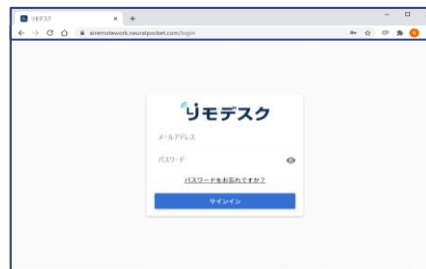 リモデスク
airemotework.neuralpocket.com/login
リモデスク
メールアドレス
パスワード
パスワードをお忘れですか？
サインイン